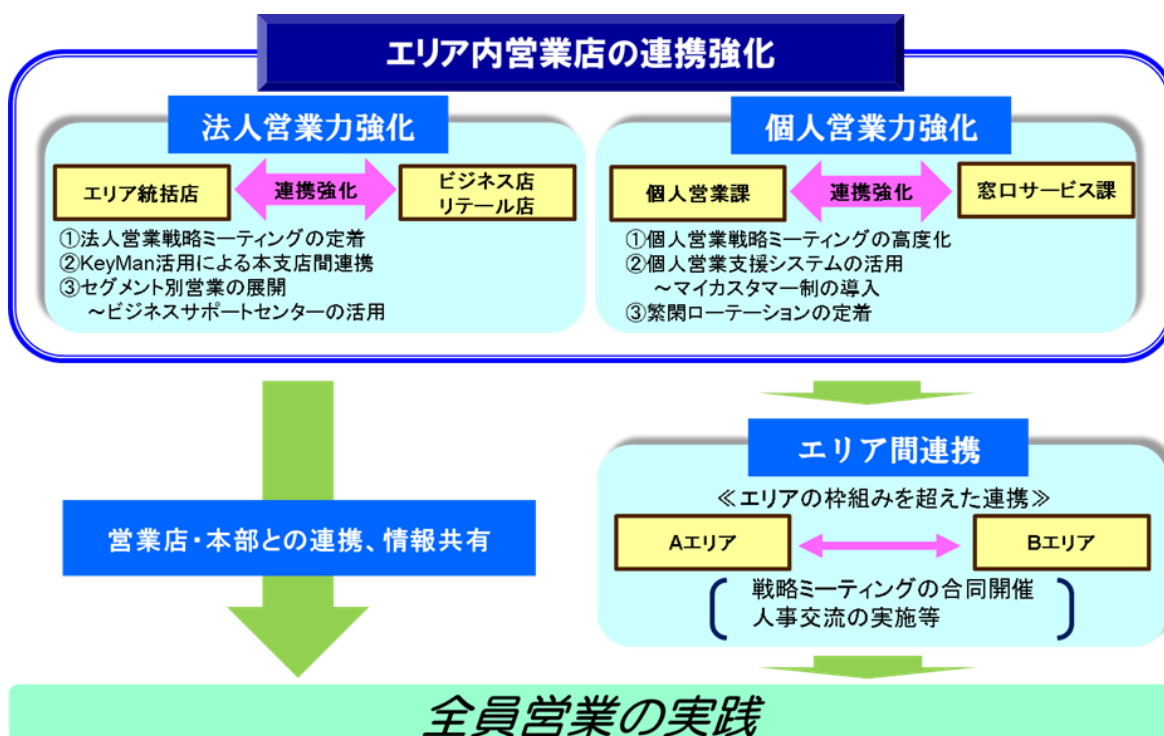 エリア内営業店の連携強化
法人営業力強化
エリア統括店
連携強化
ビジネス店
リテール店
①法人営業戦略ミーティングの定着
②KeyMan活用による本支店間連携
③セグメント別営業の展開
～ビジネスサポートセンターの活用
個人営業力強化
個人営業課
連携強化
窓口サービス課
①個人営業戦略ミーティングの高度化
②個人営業支援システムの活用
～マイカスタマー制の導入
③繁閑ローテーションの定着
営業店・本部との連携、情報共有
エリア間連携
≪エリアの枠組みを超えた連携≫
Aエリア
Bエリア
戦略ミーティングの合同開催
人事交流の実施等
全員営業の実践